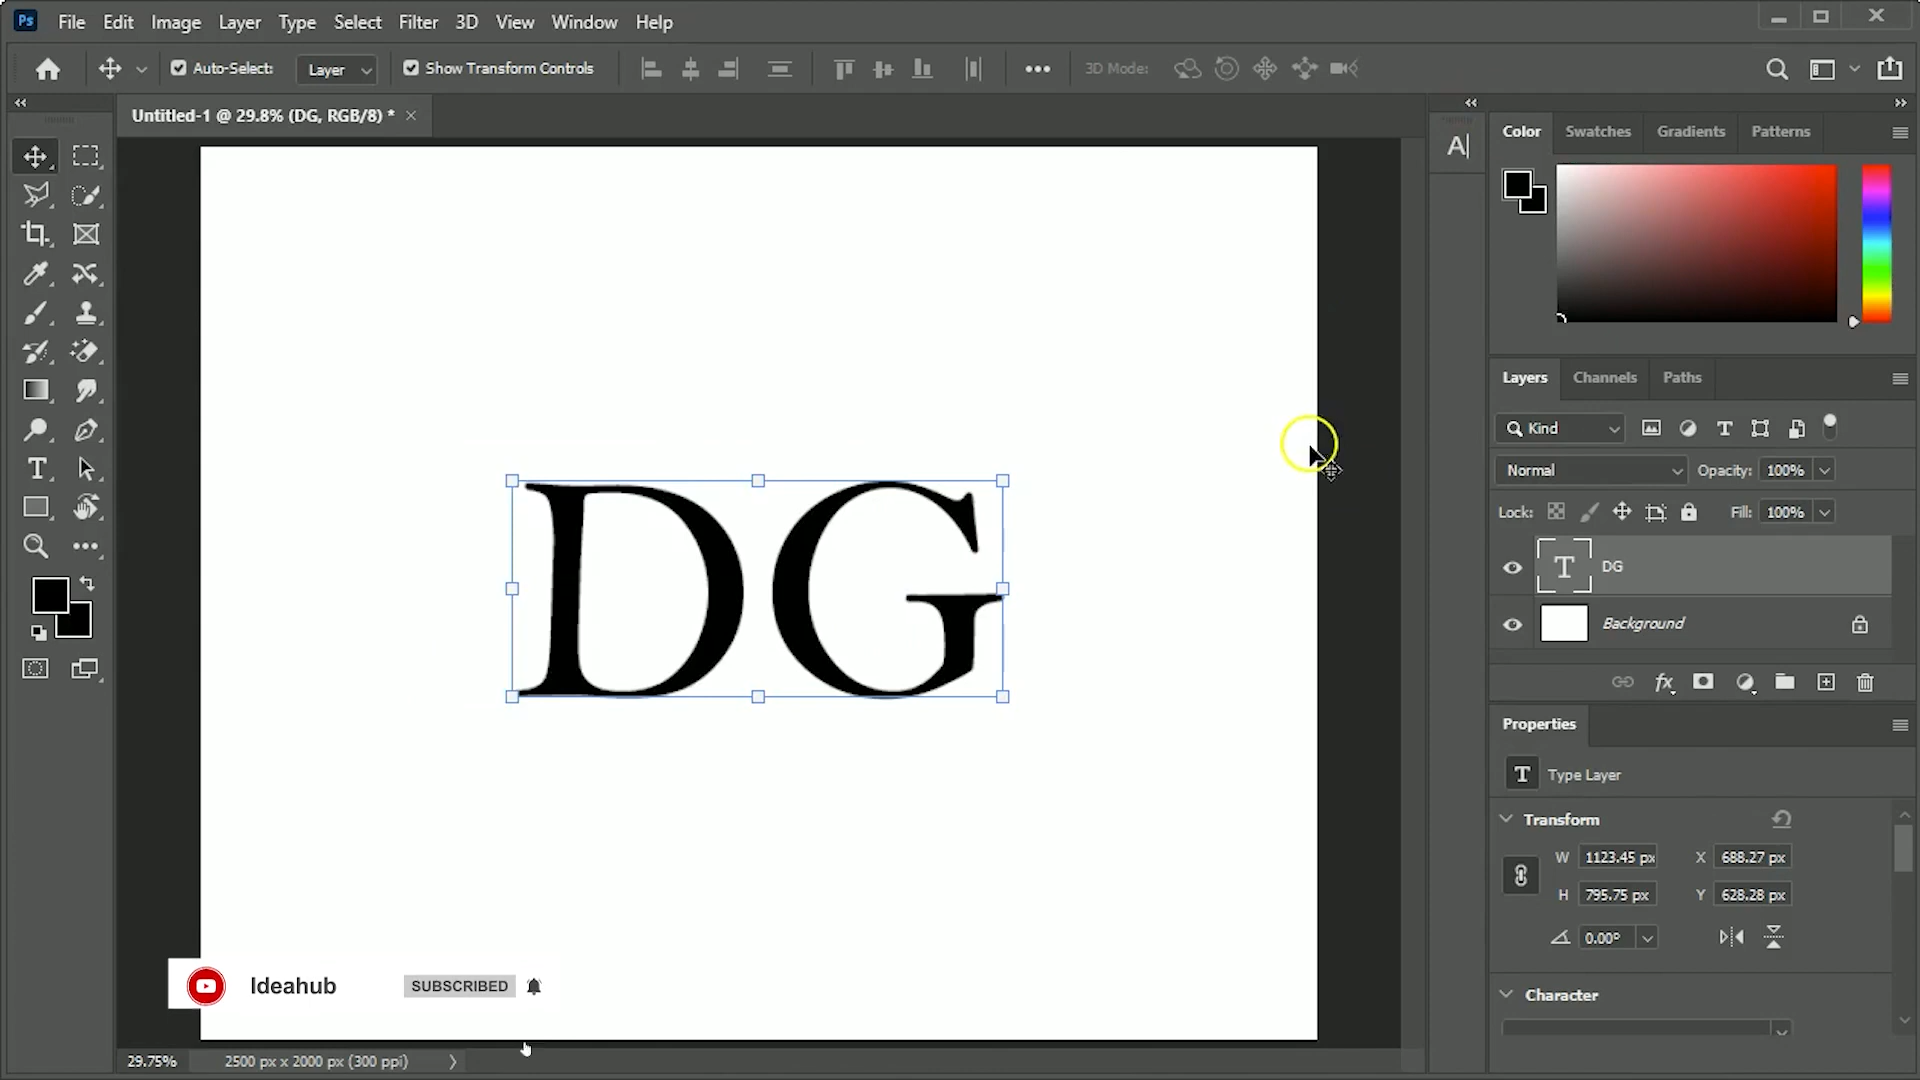 Ps File Edit Image Layer Type Select Filter 3D View Window Help
Auto-Select: Layer Show Transform Controls 3D Mode:
Untitled-1 @ 29.8% (DG, RGB/8) *
A
Color Swatches Gradients Patterns
Layers Channels Paths
Kind
Normal Opacity: 100%
Lock: Fill: 100%
T DG
Background
fx
Properties
T Type Layer
Transform
W 1123.45 px X 688.27 px
H 795.75 px Y 628.28 px
0.00°
Character
DG
Ideahub SUBSCRIBED
29.75% 2500 px x 2000 px (300 ppi)